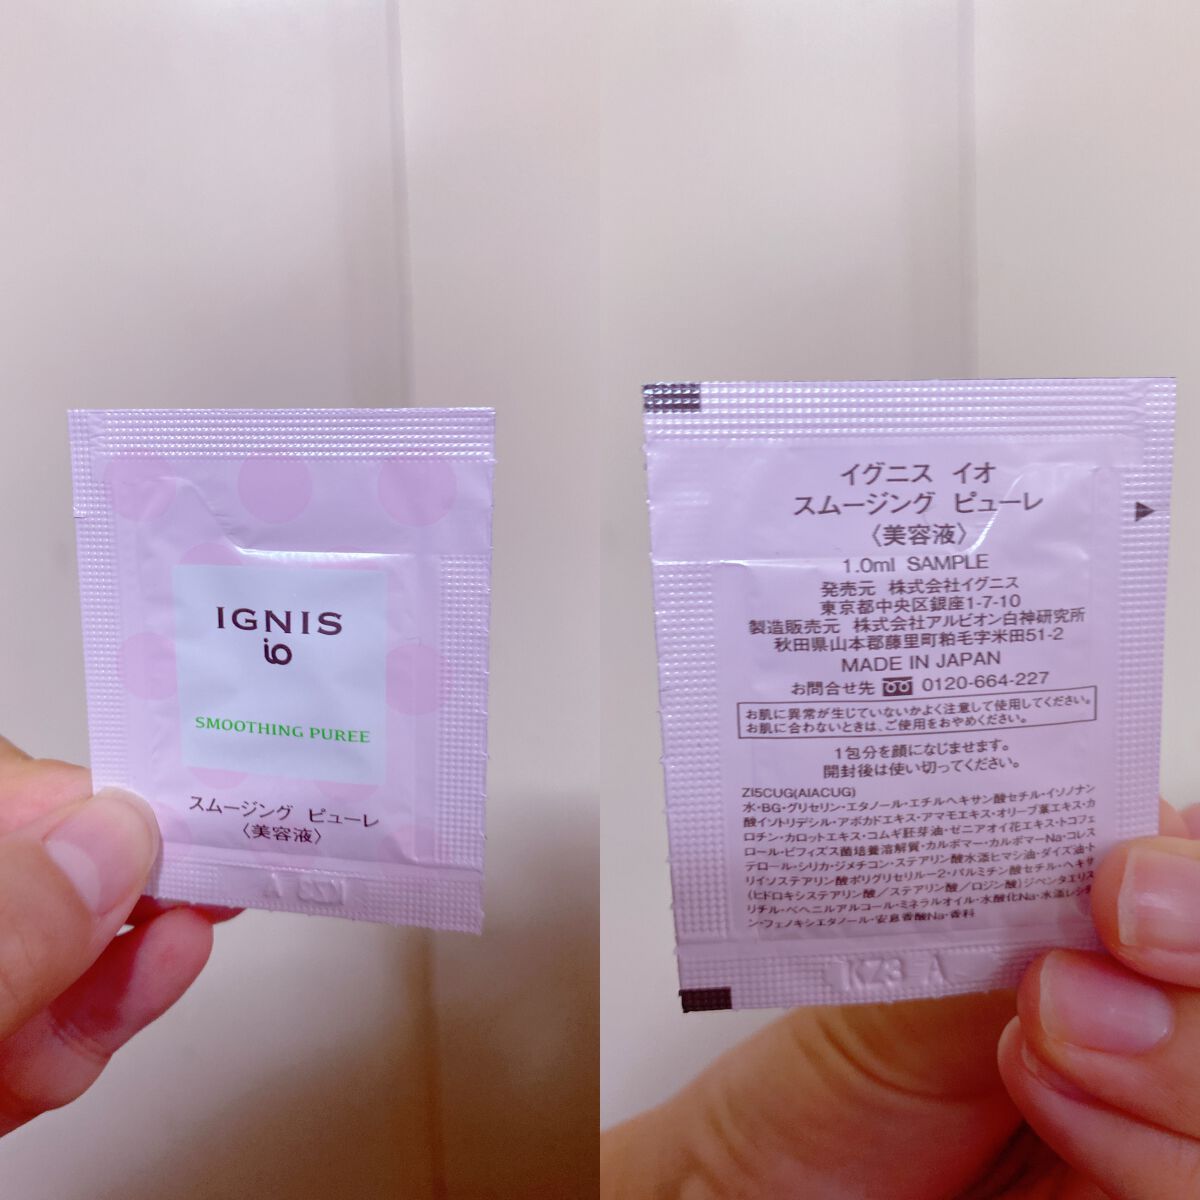 IGNIS
io
SMOOTHING PUREE
スムージング ピューレ
〈美容液〉
イグニス イオ
スムージング ピューレ
〈美容液〉
1.0ml SAMPLE
発売元 株式会社イグニス
東京都中央区銀座1-7-10
製造販売元 株式会社アルビオン白神研究所
秋田県山本郡藤里町粕毛字米田51-2
MADE IN JAPAN
お問合せ先 0120-664-227
お肌に異常が生じていないかよく注意して使用してください。
お肌に合わないときは、ご使用をおやめください。
1包分を顔になじませます。
開封後は使い切ってください。
ZI5CUG(AIACUG)
水・BG・グリセリン・エタノール・エチルヘキサン酸セチル・イソノナン
酸イソトリデシル・アボカドエキス・アマモエキス・オリーブ葉エキス・カ
ロチン・カロットエキス・コムギ胚芽油・ゼニアオイ花エキス・トコフェ
ロール・ビフィズス菌培養溶解質・カルボマー・カルボマーNa・コレス
テロール・シリカ・ジメチコン・ステアリン酸水添ヒマシ油・ダイズ油・ト
リイソステアリン酸ポリグリセリル－2・パルミチン酸セチル・ヘキサ
(ヒドロキシステアリン酸／ステアリン酸／ロジン酸)ジペンタエリス
リチル・ベヘニルアルコール・ミネラルオイル・水酸化Na・水添レシチ
ン・フェノキシエタノール・安息香酸Na・香料
KZ3 A